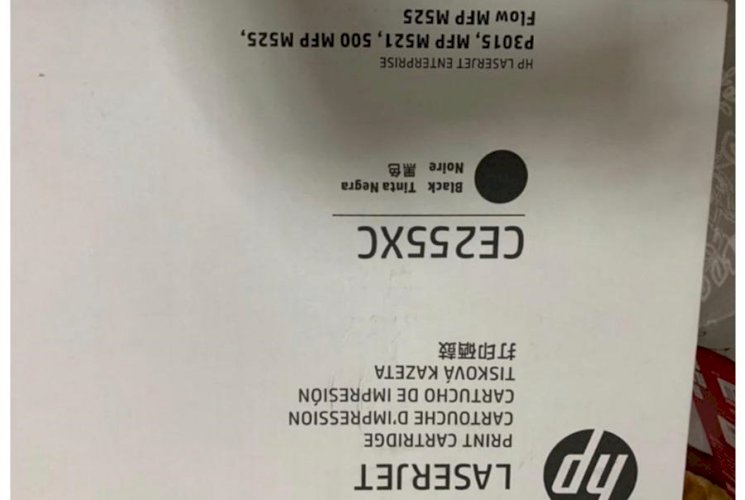 hp
LASERJET
PRINT CARTRIDGE
CARTOUCHE D'IMPRESSION
CARTUCHO DE IMPRESIÓN
TISKOVÁ KAZETA
打印硒鼓
CE255XC
Black Tinta Negra
Noire 黑色
HP LASERJET ENTERPRISE
P3015, MFP M521, 500 MFP M525,
Flow MFP M525